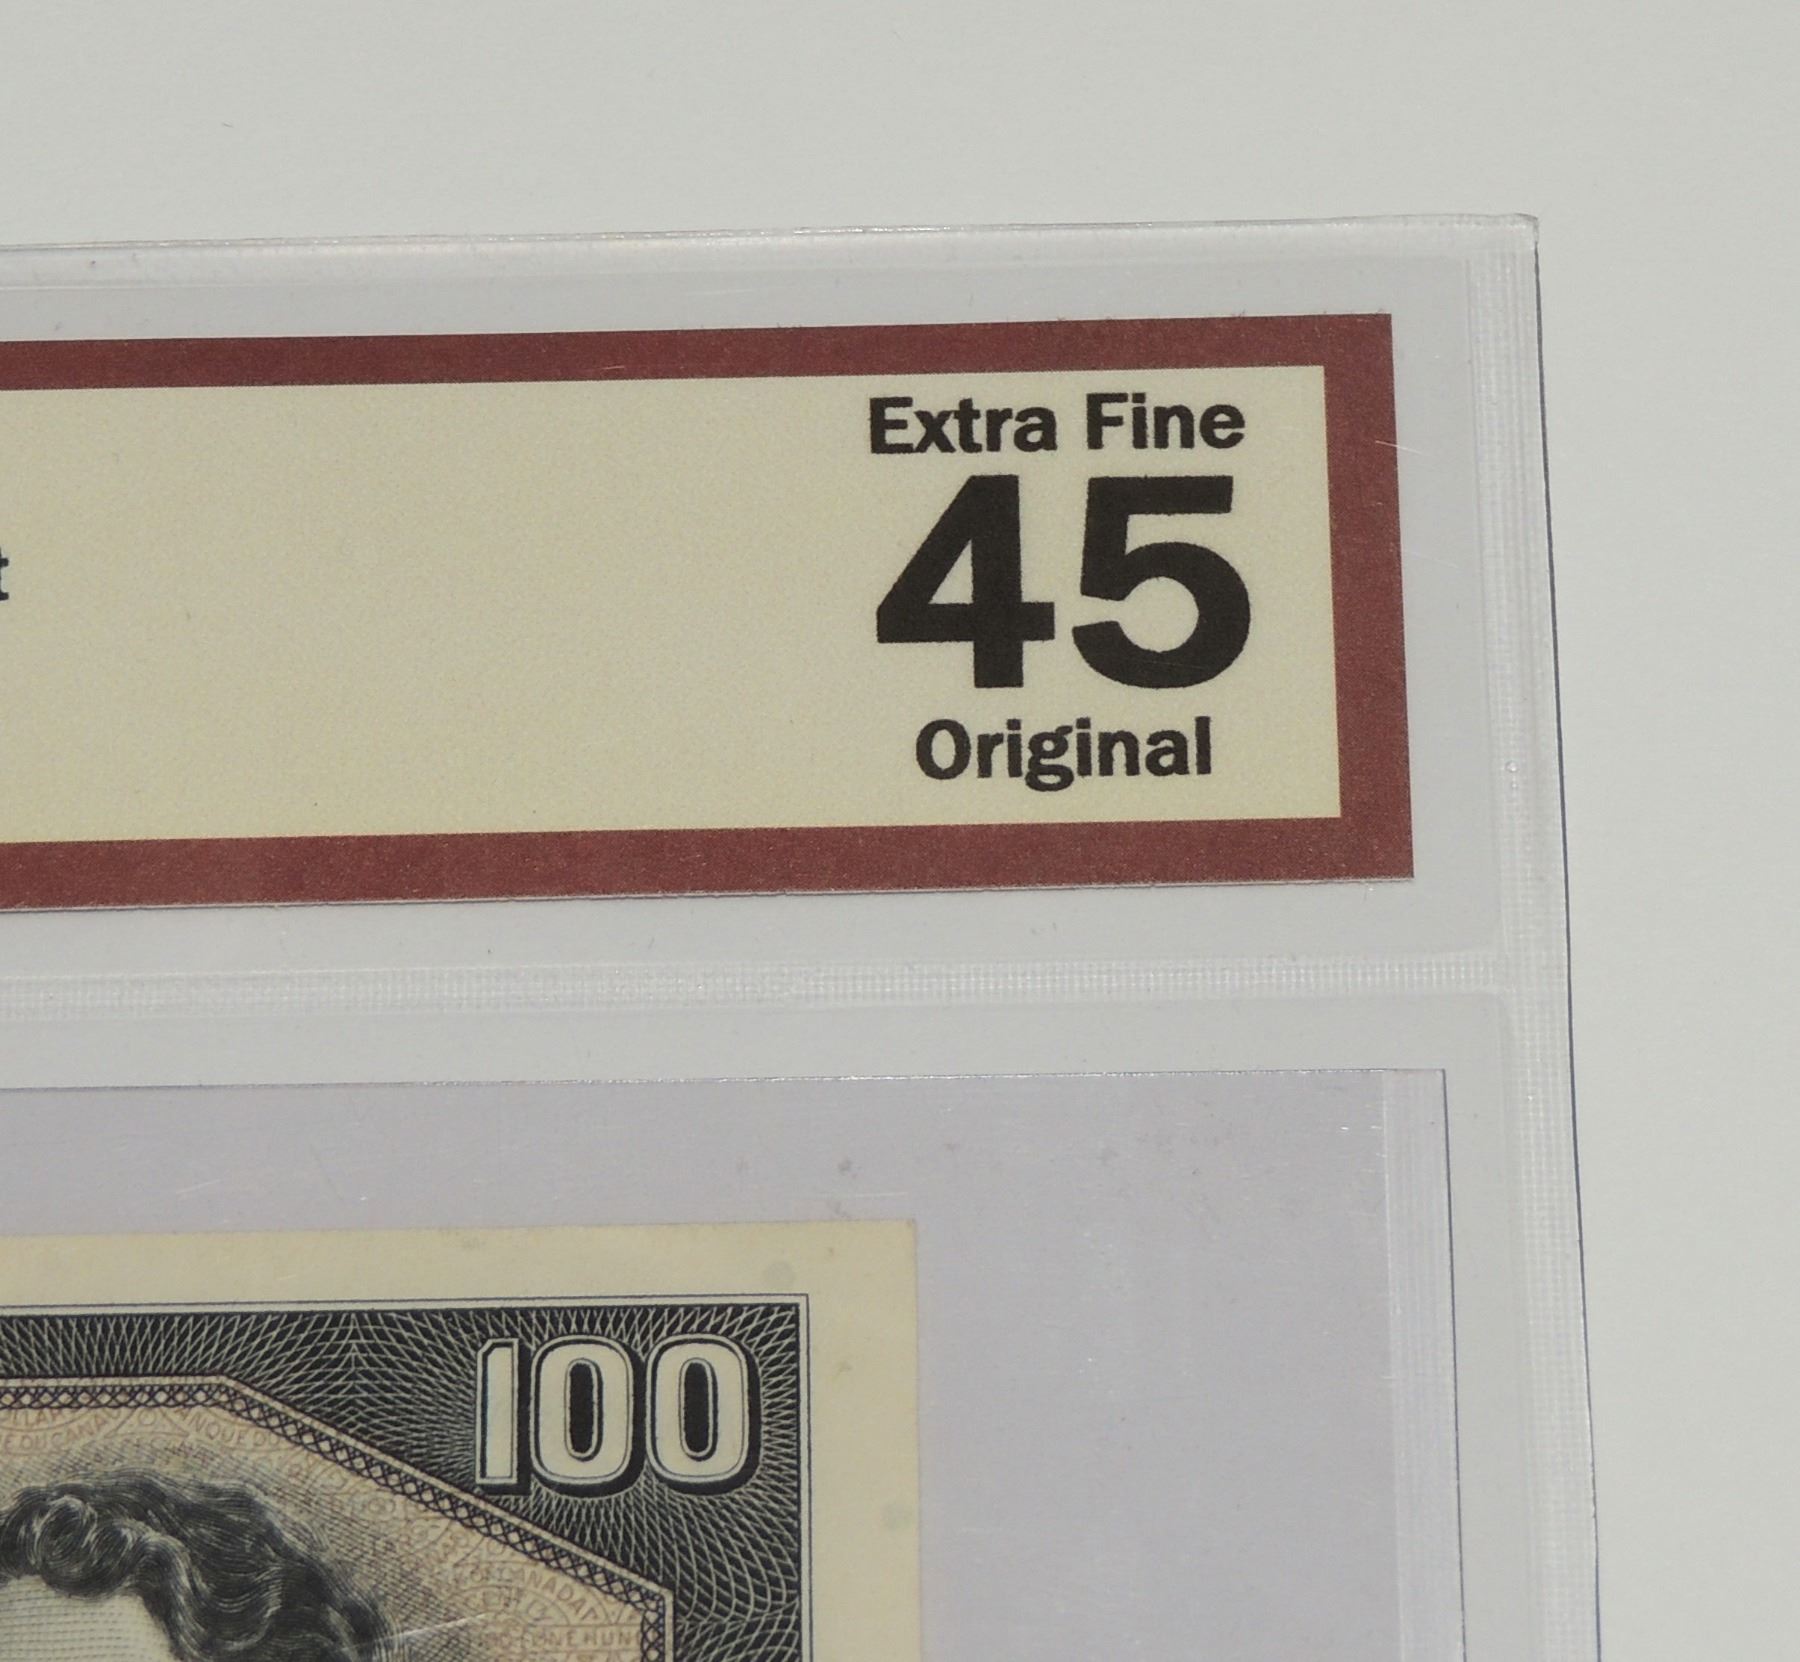 Extra Fine
45
Original
t
100